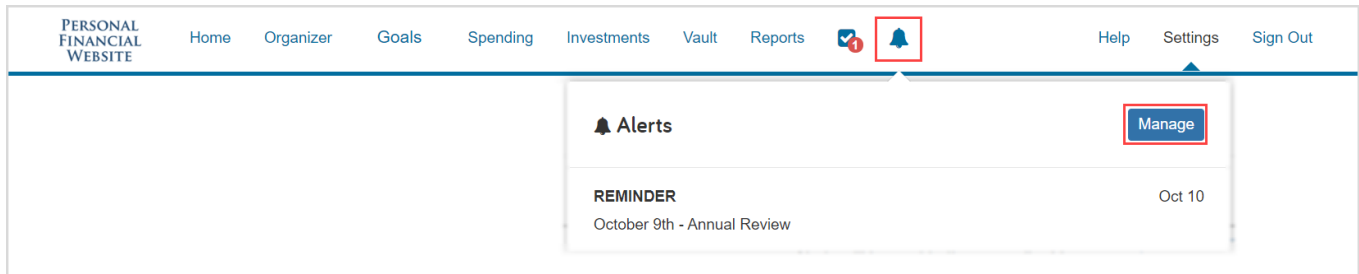 PERSONAL
FINANCIAL
WEBSITE
Home Organizer Goals Spending Investments Vault Reports 1 Help Settings Sign Out
Alerts Manage
REMINDER Oct 10
October 9th - Annual Review